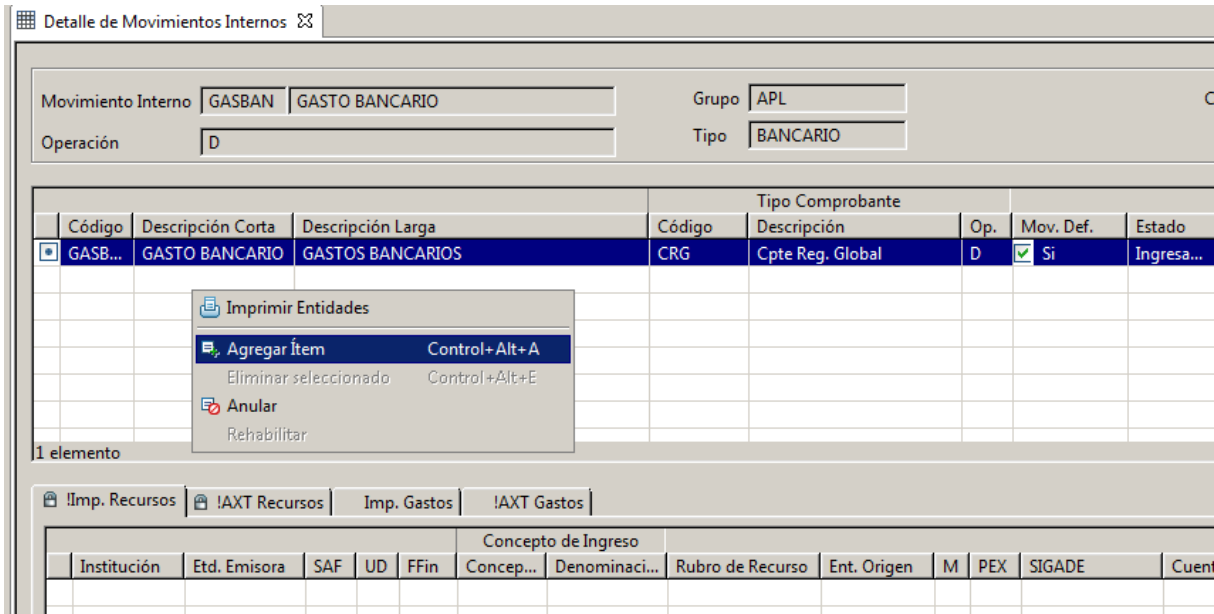 Detalle de Movimientos Internos
Movimiento Interno GASBAN GASTO BANCARIO Grupo APL C
Operación D Tipo BANCARIO
Tipo Comprobante
Código Descripción Corta Descripción Larga Código Descripción Op. Mov. Def. Estado
GASB... GASTO BANCARIO GASTOS BANCARIOS CRG Cpte Reg. Global D Si Ingresa...
Imprimir Entidades
Agregar Ítem Control+Alt+A
Eliminar seleccionado Control+Alt+E
Anular
Rehabilitar
1 elemento
!Imp. Recursos !AXT Recursos Imp. Gastos !AXT Gastos
Concepto de Ingreso
Institución Etd. Emisora SAF UD FFin Concep... Denominaci... Rubro de Recurso Ent. Origen M PEX SIGADE Cuent